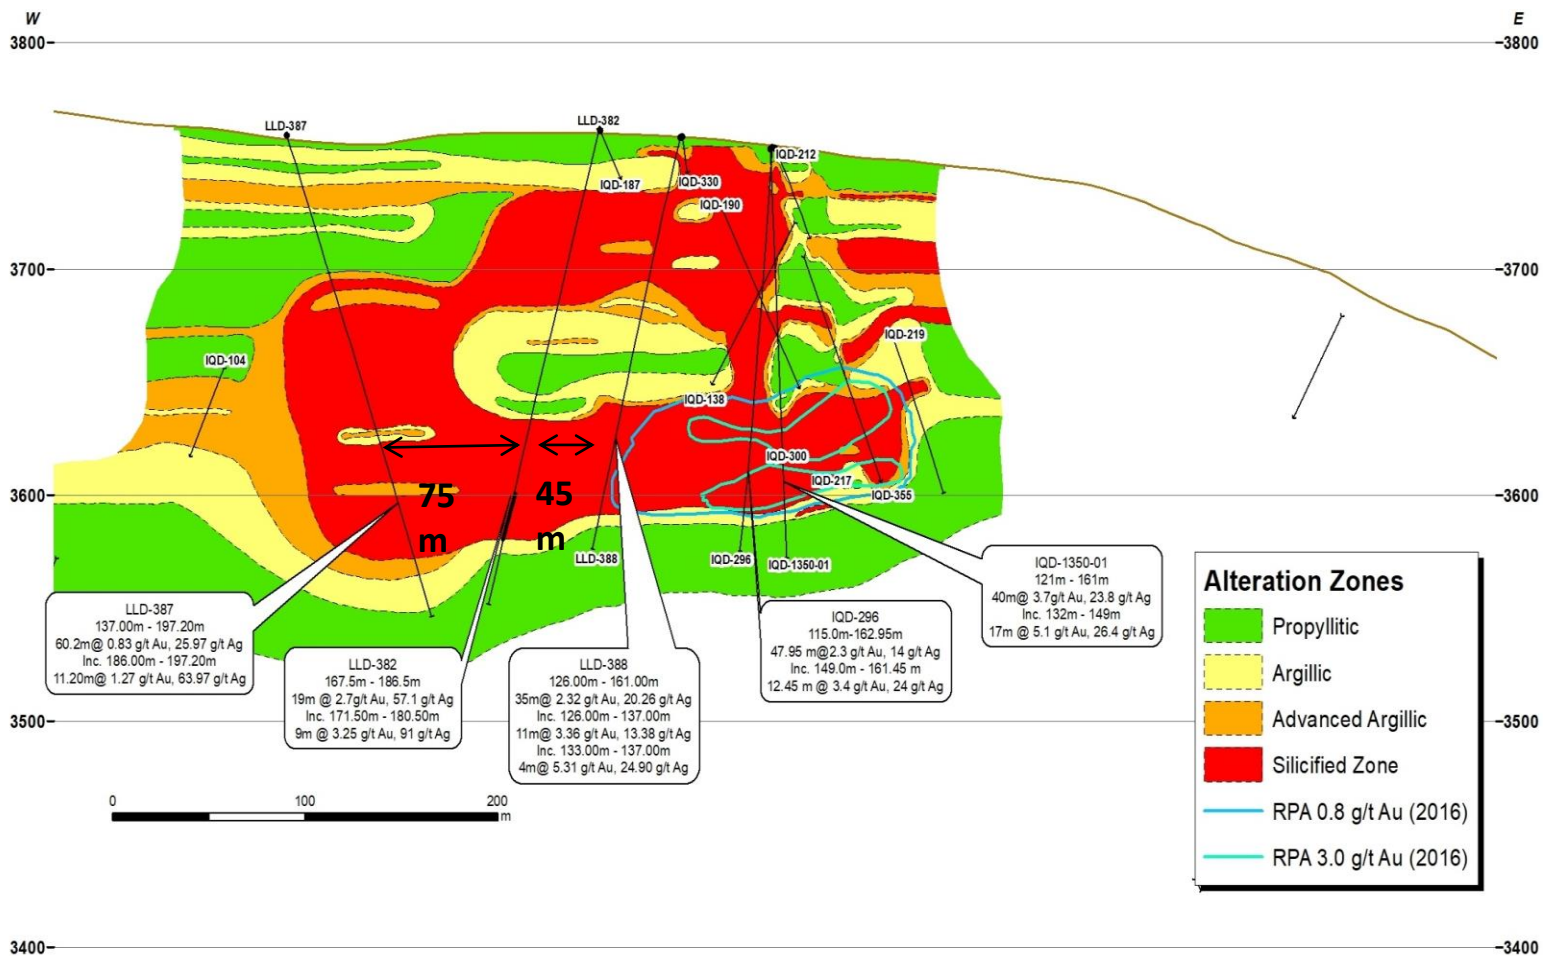 W
E
3800
3800
LLD-387
LLD-382
IQD-212
IQD-187
IQD-330
IQD-190
3700
3700
IQD-219
IQD-104
IQD-138
IQD-300
IQD-217
IQD-355
3600
3600
75
m
45
m
LLD-388
IQD-296
IQD-1350-01
LLD-387
137.00m - 197.20m
60.2m@ 0.83 g/t Au, 25.97 g/t Ag
Inc. 186.00m - 197.20m
11.20m@ 1.27 g/t Au, 63.97 g/t Ag
LLD-382
167.5m - 186.5m
19m @ 2.7g/t Au, 57.1 g/t Ag
Inc. 171.50m - 180.50m
9m @ 3.25 g/t Au, 91 g/t Ag
LLD-388
126.00m - 161.00m
35m@ 2.32 g/t Au, 20.26 g/t Ag
Inc. 126.00m - 137.00m
11m@ 3.36 g/t Au, 13.38 g/t Ag
Inc. 133.00m - 137.00m
4m@ 5.31 g/t Au, 24.90 g/t Ag
IQD-296
115.0m-162.95m
47.95 m@2.3 g/t Au, 14 g/t Ag
Inc. 149.0m - 161.45 m
12.45 m @ 3.4 g/t Au, 24 g/t Ag
IQD-1350-01
121m - 161m
40m@ 3.7g/t Au, 23.8 g/t Ag
Inc. 132m - 149m
17m @ 5.1 g/t Au, 26.4 g/t Ag
Alteration Zones
Propyllitic
Argillic
Advanced Argillic
Silicified Zone
RPA 0.8 g/t Au (2016)
RPA 3.0 g/t Au (2016)
3500
3500
0
100
200
m
3400
3400